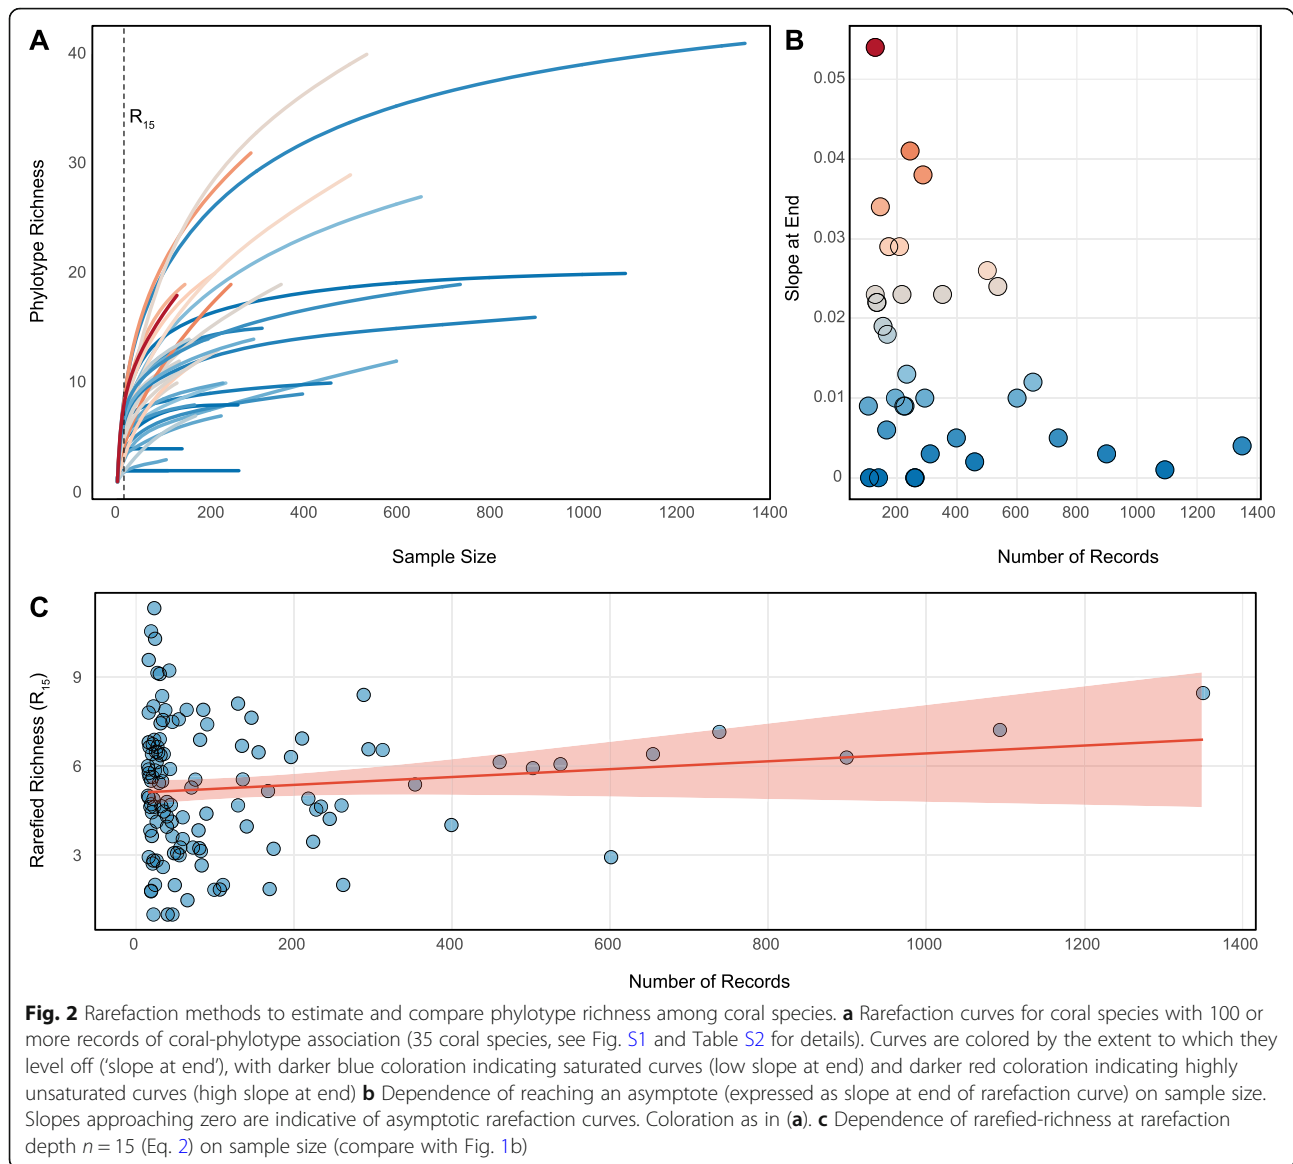 A
B
40
30
20
10
0
R15
Phylotype Richness
0 200 400 600 800 1000 1200 1400
Sample Size
0.05
0.04
0.03
0.02
0.01
0
Slope at End
200 400 600 800 1000 1200 1400
Number of Records
C
9
6
3
Rarefied Richness (R15)
0 200 400 600 800 1000 1200 1400
Number of Records
Fig. 2 Rarefaction methods to estimate and compare phylotype richness among coral species. a Rarefaction curves for coral species with 100 or
more records of coral-phylotype association (35 coral species, see Fig. S1 and Table S2 for details). Curves are colored by the extent to which they
level off (‘slope at end’), with darker blue coloration indicating saturated curves (low slope at end) and darker red coloration indicating highly
unsaturated curves (high slope at end) b Dependence of reaching an asymptote (expressed as slope at end of rarefaction curve) on sample size.
Slopes approaching zero are indicative of asymptotic rarefaction curves. Coloration as in (a). c Dependence of rarefied-richness at rarefaction
depth n = 15 (Eq. 2) on sample size (compare with Fig. 1b)